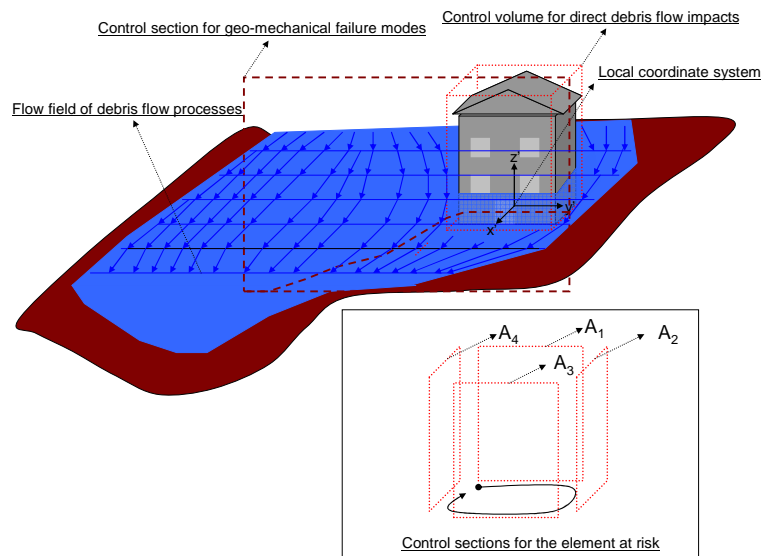 Control volume for direct debris flow impacts
Control section for geo-mechanical failure modes
Local coordinate system
Flow field of debris flow processes
z
y
x
A4
A1
A2
A3
Control sections for the element at risk